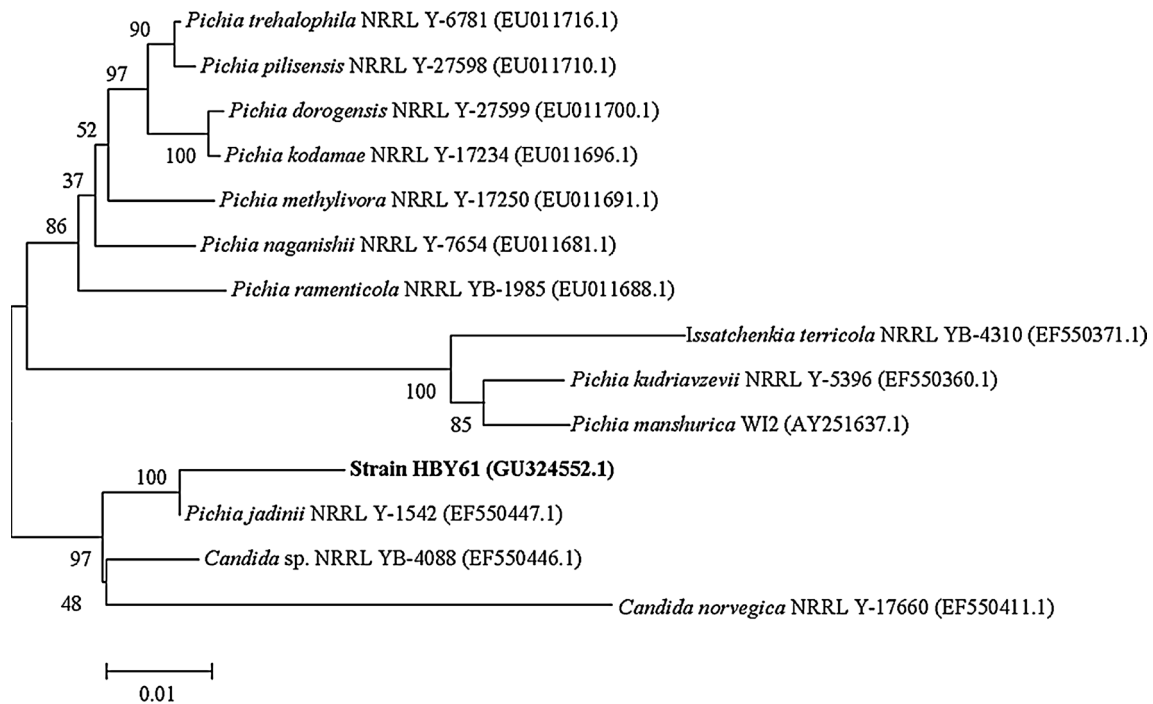 90
Pichia trehalophila NRRL Y-6781 (EU011716.1)
Pichia pilisensis NRRL Y-27598 (EU011710.1)
97
Pichia dorogensis NRRL Y-27599 (EU011700.1)
52
100
Pichia kodamae NRRL Y-17234 (EU011696.1)
37
Pichia methylivora NRRL Y-17250 (EU011691.1)
86
Pichia naganishii NRRL Y-7654 (EU011681.1)
Pichia ramenticola NRRL YB-1985 (EU011688.1)
Issatchenkia terricola NRRL YB-4310 (EF550371.1)
100
Pichia kudriavzevii NRRL Y-5396 (EF550360.1)
85
Pichia manshurica WI2 (AY251637.1)
100
Strain HBY61 (GU324552.1)
Pichia jadinii NRRL Y-1542 (EF550447.1)
97
Candida sp. NRRL YB-4088 (EF550446.1)
48
Candida norvegica NRRL Y-17660 (EF550411.1)
0.01